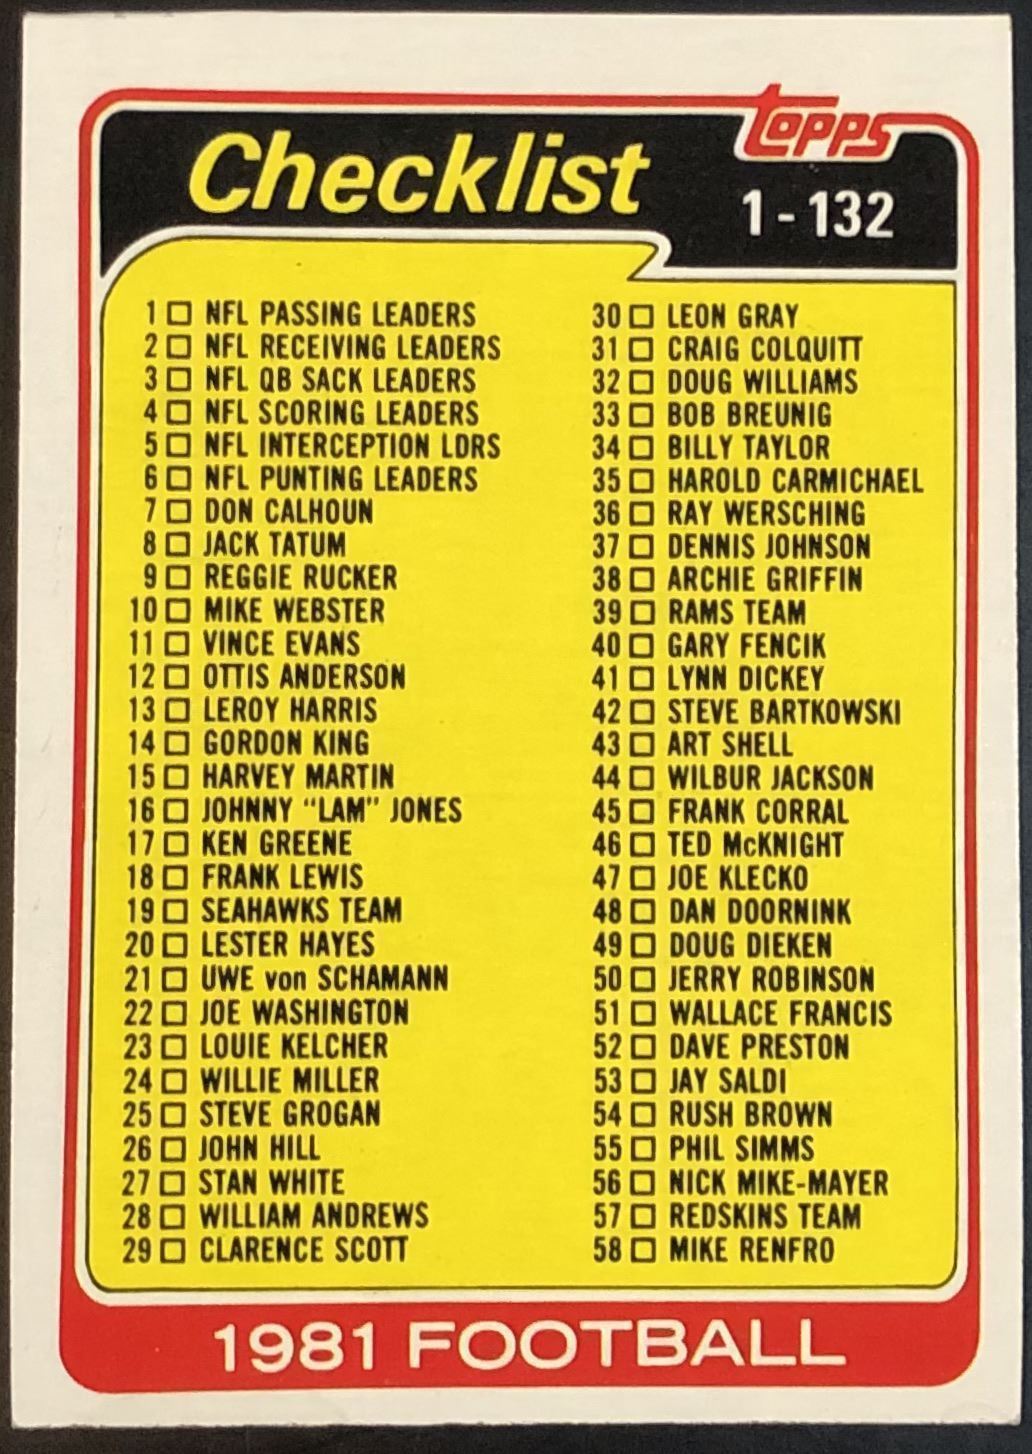 topps
Checklist
1-132
1 NFL PASSING LEADERS
2 NFL RECEIVING LEADERS
3 NFL QB SACK LEADERS
4 NFL SCORING LEADERS
5 NFL INTERCEPTION LDRS
6 NFL PUNTING LEADERS
7 DON CALHOUN
8 JACK TATUM
9 REGGIE RUCKER
10 MIKE WEBSTER
11 VINCE EVANS
12 OTTIS ANDERSON
13 LEROY HARRIS
14 GORDON KING
15 HARVEY MARTIN
16 JOHNNY "LAM" JONES
17 KEN GREENE
18 FRANK LEWIS
19 SEAHAWKS TEAM
20 LESTER HAYES
21 UWE von SCHAMANN
22 JOE WASHINGTON
23 LOUIE KELCHER
24 WILLIE MILLER
25 STEVE GROGAN
26 JOHN HILL
27 STAN WHITE
28 WILLIAM ANDREWS
29 CLARENCE SCOTT
30 LEON GRAY
31 CRAIG COLQUITT
32 DOUG WILLIAMS
33 BOB BREUNIG
34 BILLY TAYLOR
35 HAROLD CARMICHAEL
36 RAY WERSCHING
37 DENNIS JOHNSON
38 ARCHIE GRIFFIN
39 RAMS TEAM
40 GARY FENCIK
41 LYNN DICKEY
42 STEVE BARTKOWSKI
43 ART SHELL
44 WILBUR JACKSON
45 FRANK CORRAL
46 TED McKNIGHT
47 JOE KLECKO
48 DAN DOORNINK
49 DOUG DIEKEN
50 JERRY ROBINSON
51 WALLACE FRANCIS
52 DAVE PRESTON
53 JAY SALDI
54 RUSH BROWN
55 PHIL SIMMS
56 NICK MIKE-MAYER
57 REDSKINS TEAM
58 MIKE RENFRO
1981 FOOTBALL